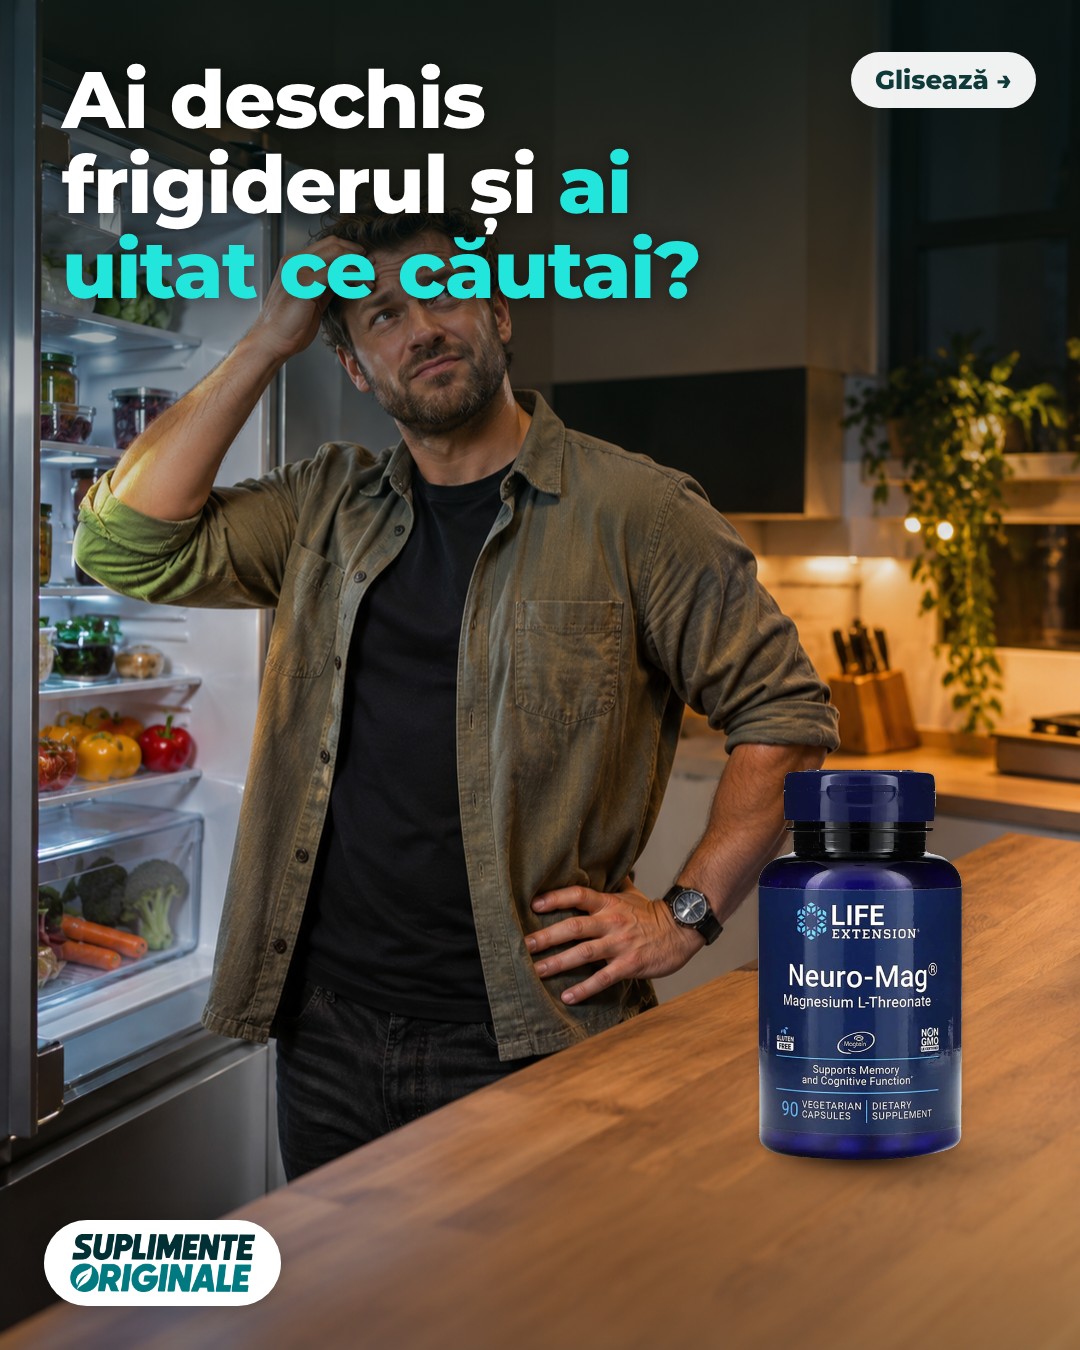 Ai deschis
frigiderul și ai
uitat ce căutai?
Glisează →
LIFE
EXTENSION
Neuro-Mag®
Magnesium L-Threonate
GLUTEN
FREE
Magtein
NON
GMO
Supports Memory
and Cognitive Function*
90 VEGETARIAN CAPSULES
DIETARY SUPPLEMENT
SUPLIMENTE
ORIGINALE